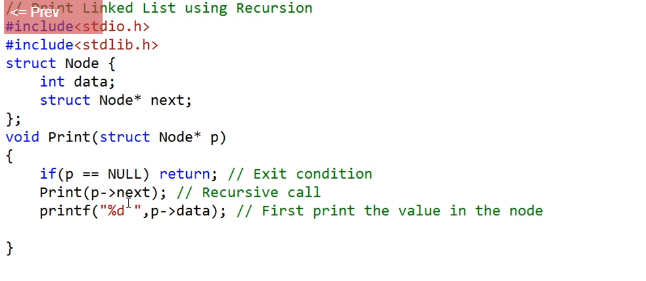 // Print Linked List using Recursion
<= Prev
#include<stdio.h>
#include<stdlib.h>
struct Node {
    int data;
    struct Node* next;
};
void Print(struct Node* p)
{
    if(p == NULL) return; // Exit condition
    Print(p->next); // Recursive call
    printf("%d ",p->data); // First print the value in the node
}